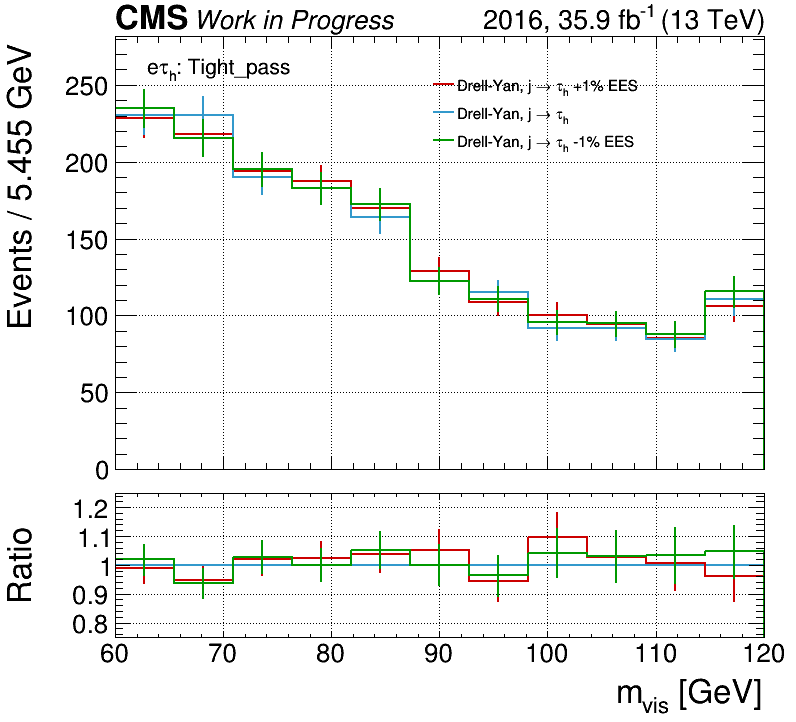 CMS Work in Progress 2016, 35.9 fb⁻¹ (13 TeV)
eτₕ: Tight_pass
Drell-Yan, j → τₕ +1% EES
Drell-Yan, j → τₕ
Drell-Yan, j → τₕ -1% EES
Events / 5.455 GeV
250
200
150
100
50
0
Ratio
1.2
1.1
1
0.9
0.8
60 70 80 90 100 110 120
m_vis [GeV]